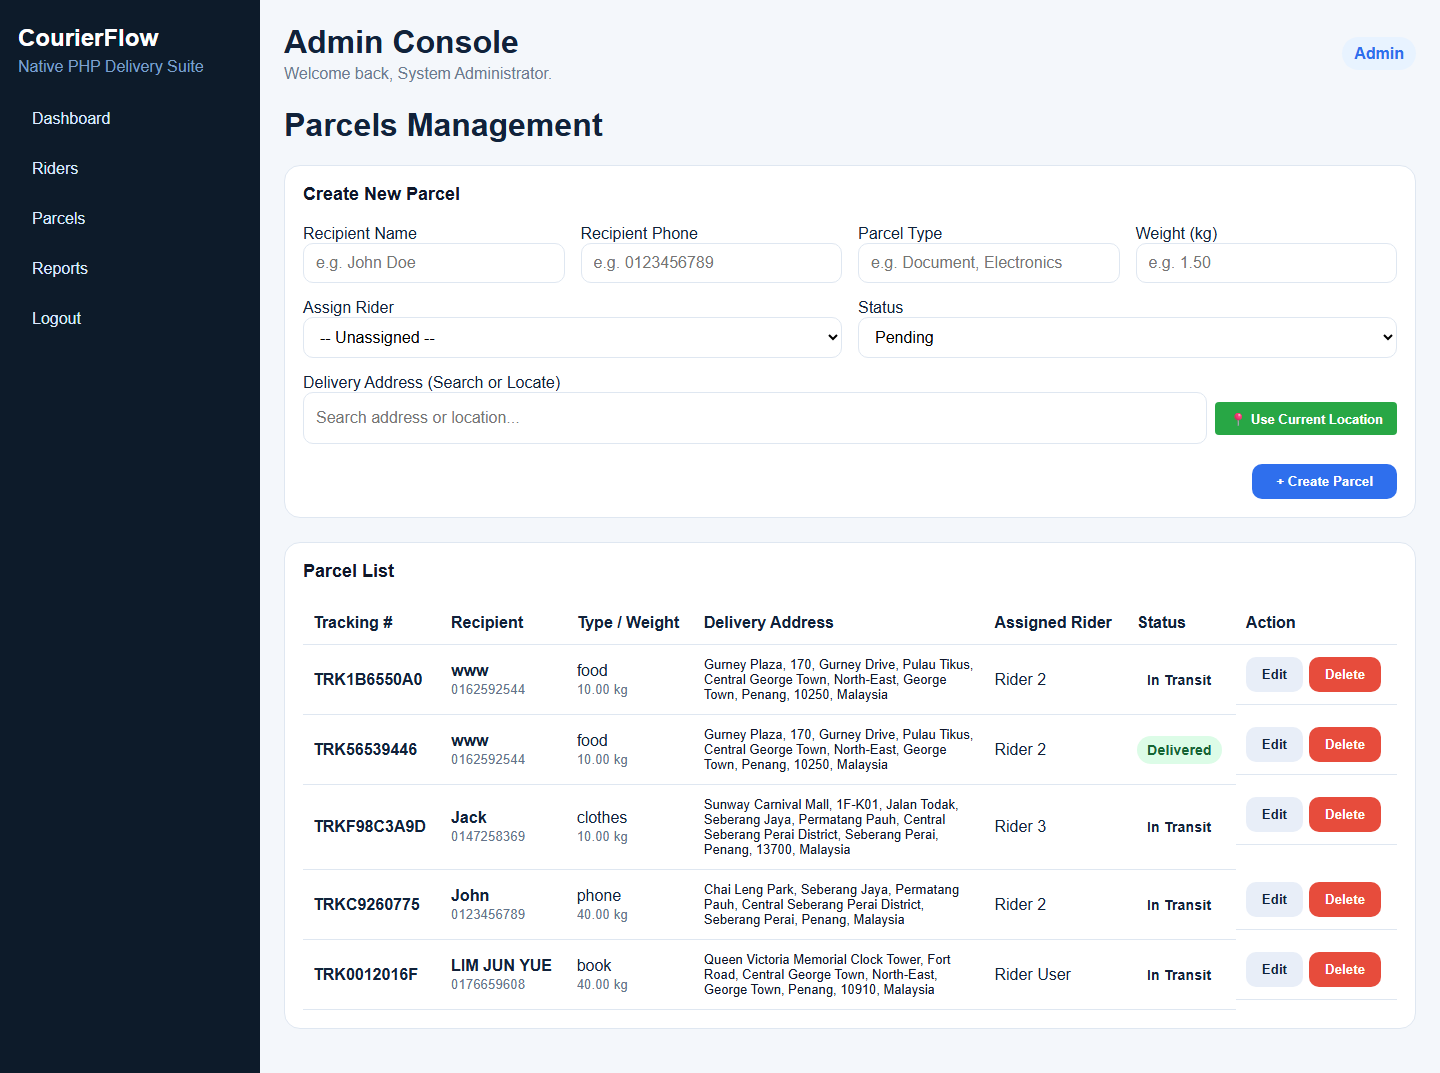 CourierFlow
Native PHP Delivery Suite
Dashboard
Riders
Parcels
Reports
Logout
Admin Console
Welcome back, System Administrator.
Admin
Parcels Management
Create New Parcel
Recipient Name
e.g. John Doe
Recipient Phone
e.g. 0123456789
Parcel Type
e.g. Document, Electronics
Weight (kg)
e.g. 1.50
Assign Rider
-- Unassigned --
Status
Pending
Delivery Address (Search or Locate)
Search address or location...
📍 Use Current Location
+ Create Parcel
Parcel List
Tracking # Recipient Type / Weight Delivery Address Assigned Rider Status Action
TRK1B6550A0
www
0162592544
food
10.00 kg
Gurney Plaza, 170, Gurney Drive, Pulau Tikus,
Central George Town, North-East, George
Town, Penang, 10250, Malaysia
Rider 2
In Transit
Edit
Delete
TRK56539446
www
0162592544
food
10.00 kg
Gurney Plaza, 170, Gurney Drive, Pulau Tikus,
Central George Town, North-East, George
Town, Penang, 10250, Malaysia
Rider 2
Delivered
Edit
Delete
TRKF98C3A9D
Jack
0147258369
clothes
10.00 kg
Sunway Carnival Mall, 1F-K01, Jalan Todak,
Seberang Jaya, Permatang Pauh, Central
Seberang Perai District, Seberang Perai,
Penang, 13700, Malaysia
Rider 3
In Transit
Edit
Delete
TRKC9260775
John
0123456789
phone
40.00 kg
Chai Leng Park, Seberang Jaya, Permatang
Pauh, Central Seberang Perai District,
Seberang Perai, Penang, Malaysia
Rider 2
In Transit
Edit
Delete
TRK0012016F
LIM JUN YUE
0176659608
book
40.00 kg
Queen Victoria Memorial Clock Tower, Fort
Road, Central George Town, North-East,
George Town, Penang, 10910, Malaysia
Rider User
In Transit
Edit
Delete